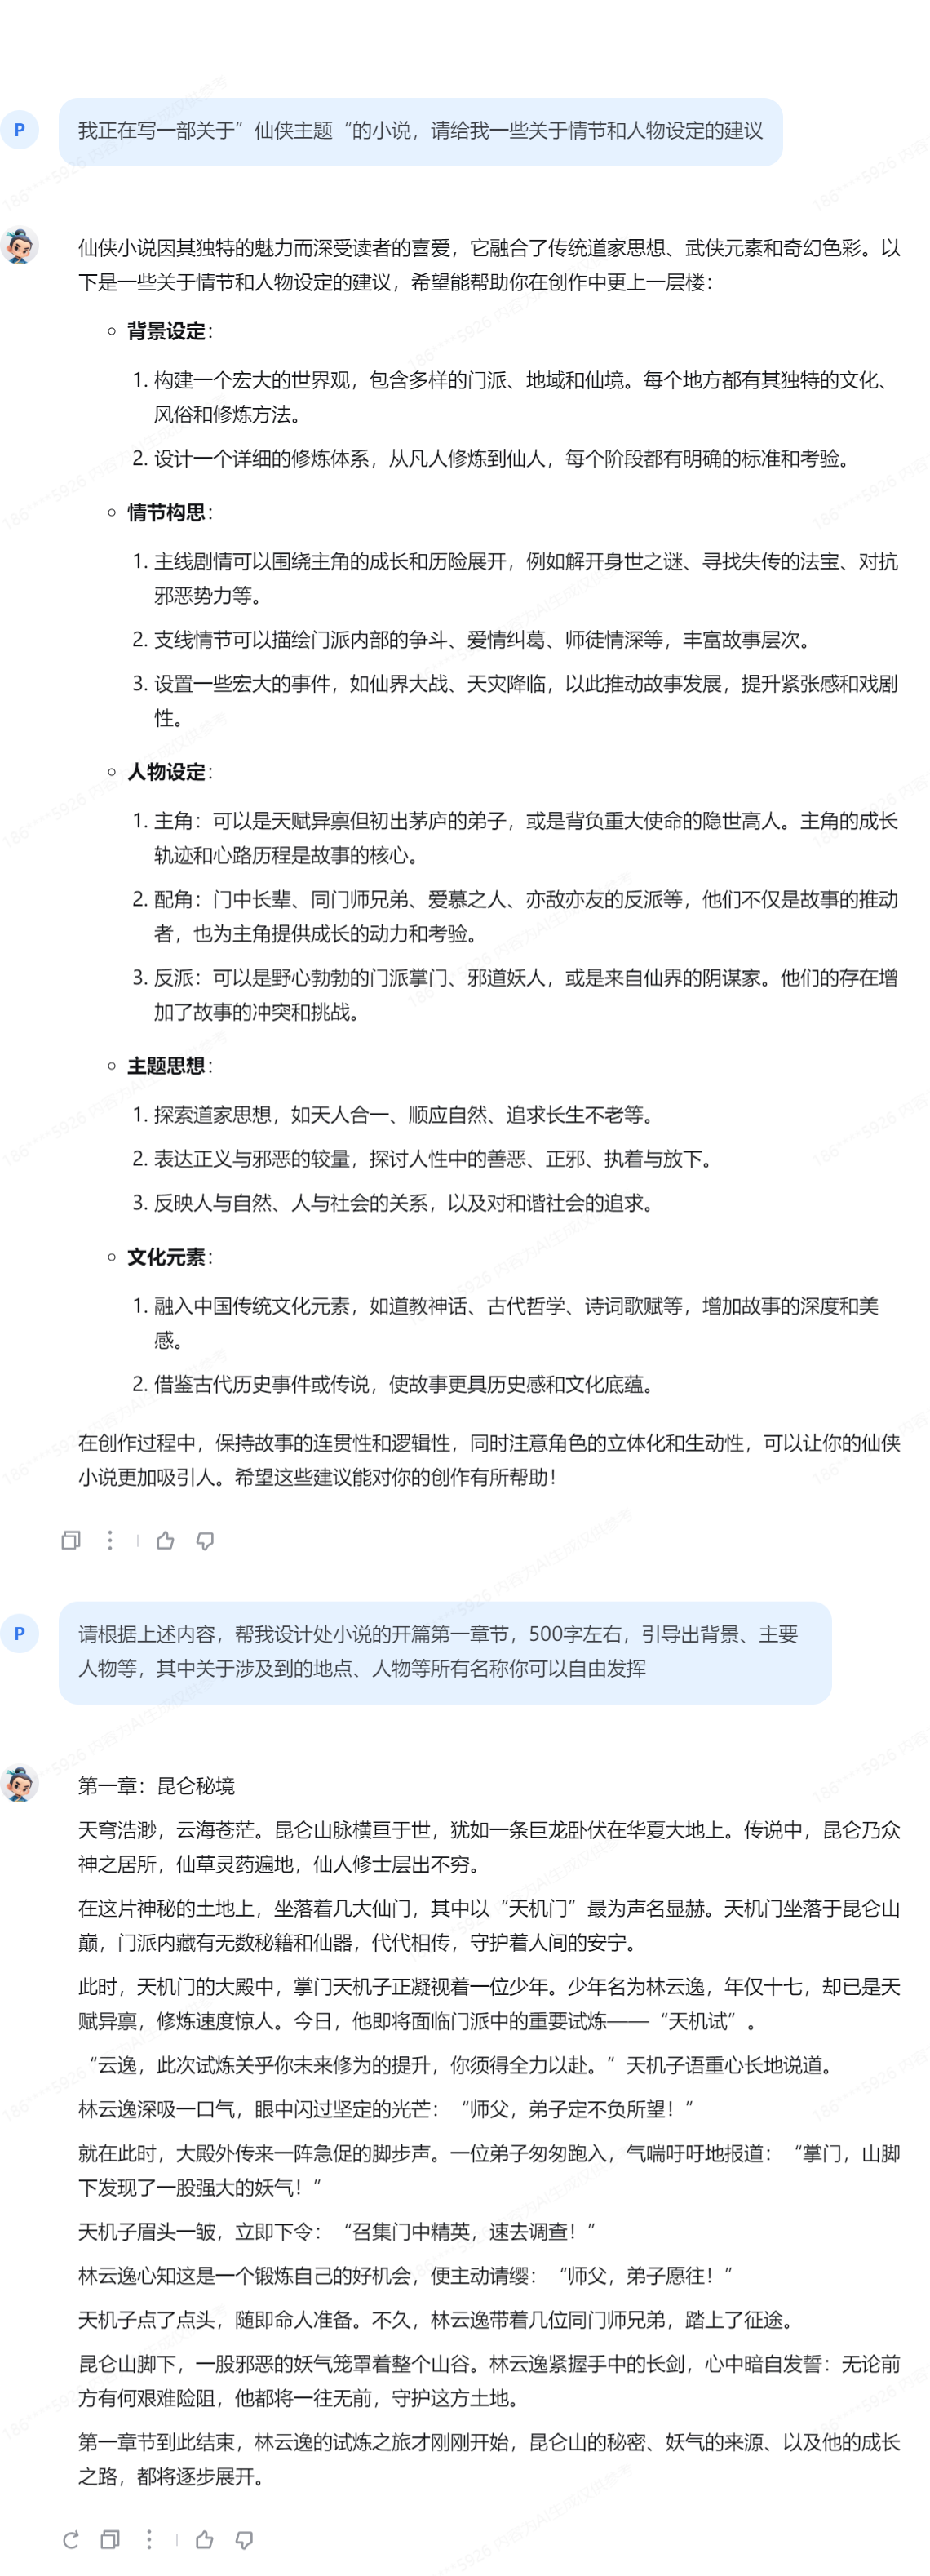 P
我正在写一部关于”仙侠主题“的小说，请给我一些关于情节和人物设定的建议
仙侠小说因其独特的魅力而深受读者的喜爱，它融合了传统道家思想、武侠元素和奇幻色彩。以
下是一些关于情节和人物设定的建议，希望能帮助你在创作中更上一层楼：
背景设定：
1. 构建一个宏大的世界观，包含多样的门派、地域和仙境。每个地方都有其独特的文化、
风俗和修炼方法。
2. 设计一个详细的修炼体系，从凡人修炼到仙人，每个阶段都有明确的标准和考验。
情节构思：
1. 主线剧情可以围绕主角的成长和历险展开，例如解开身世之谜、寻找失传的法宝、对抗
邪恶势力等。
2. 支线情节可以描绘门派内部的争斗、爱情纠葛、师徒情深等，丰富故事层次。
3. 设置一些宏大的事件，如仙界大战、天灾降临，以此推动故事发展，提升紧张感和戏剧
性。
人物设定：
1. 主角：可以是天赋异禀但初出茅庐的弟子，或是背负重大使命的隐世高人。主角的成长
轨迹和心路历程是故事的核心。
2. 配角：门中长辈、同门师兄弟、爱慕之人、亦敌亦友的反派等，他们不仅是故事的推动
者，也为主角提供成长的动力和考验。
3. 反派：可以是野心勃勃的门派掌门、邪道妖人，或是来自仙界的阴谋家。他们的存在增
加了故事的冲突和挑战。
主题思想：
1. 探索道家思想，如天人合一、顺应自然、追求长生不老等。
2. 表达正义与邪恶的较量，探讨人性中的善恶、正邪、执着与放下。
3. 反映人与自然、人与社会的关系，以及对和谐社会的追求。
文化元素：
1. 融入中国传统文化元素，如道教神话、古代哲学、诗词歌赋等，增加故事的深度和美
感。
2. 借鉴古代历史事件或传说，使故事更具历史感和文化底蕴。
在创作过程中，保持故事的连贯性和逻辑性，同时注意角色的立体化和生动性，可以让你的仙侠
小说更加吸引人。希望这些建议能对你的创作有所帮助！
P
请根据上述内容，帮我设计处小说的开篇第一章节，500字左右，引导出背景、主要
人物等，其中关于涉及到的地点、人物等所有名称你可以自由发挥
第一章：昆仑秘境
天穹浩渺，云海苍茫。昆仑山脉横亘于世，犹如一条巨龙卧伏在华夏大地上。传说中，昆仑乃众
神之居所，仙草灵药遍地，仙人修士层出不穷。
在这片神秘的土地上，坐落着几大仙门，其中以“天机门”最为声名显赫。天机门坐落于昆仑山
巅，门派内藏有无数秘籍和仙器，代代相传，守护着人间的安宁。
此时，天机门的大殿中，掌门天机子正凝视着一位少年。少年名为林云逸，年仅十七，却已是天
赋异禀，修炼速度惊人。今日，他即将面临门派中的重要试炼——“天机试”。
“云逸，此次试炼关乎你未来修为的提升，你须得全力以赴。”天机子语重心长地说道。
林云逸深吸一口气，眼中闪过坚定的光芒：“师父，弟子定不负所望！”
就在此时，大殿外传来一阵急促的脚步声。一位弟子匆匆跑入，气喘吁吁地报道：“掌门，山脚
下发现了一股强大的妖气！”
天机子眉头一皱，立即下令：“召集门中精英，速去调查！”
林云逸心知这是一个锻炼自己的好机会，便主动请缨：“师父，弟子愿往！”
天机子点了点头，随即命人准备。不久，林云逸带着几位同门师兄弟，踏上了征途。
昆仑山脚下，一股邪恶的妖气笼罩着整个山谷。林云逸紧握手中的长剑，心中暗自发誓：无论前
方有何艰难险阻，他都将一往无前，守护这方土地。
第一章节到此结束，林云逸的试炼之旅才刚刚开始，昆仑山的秘密、妖气的来源、以及他的成长
之路，都将逐步展开。